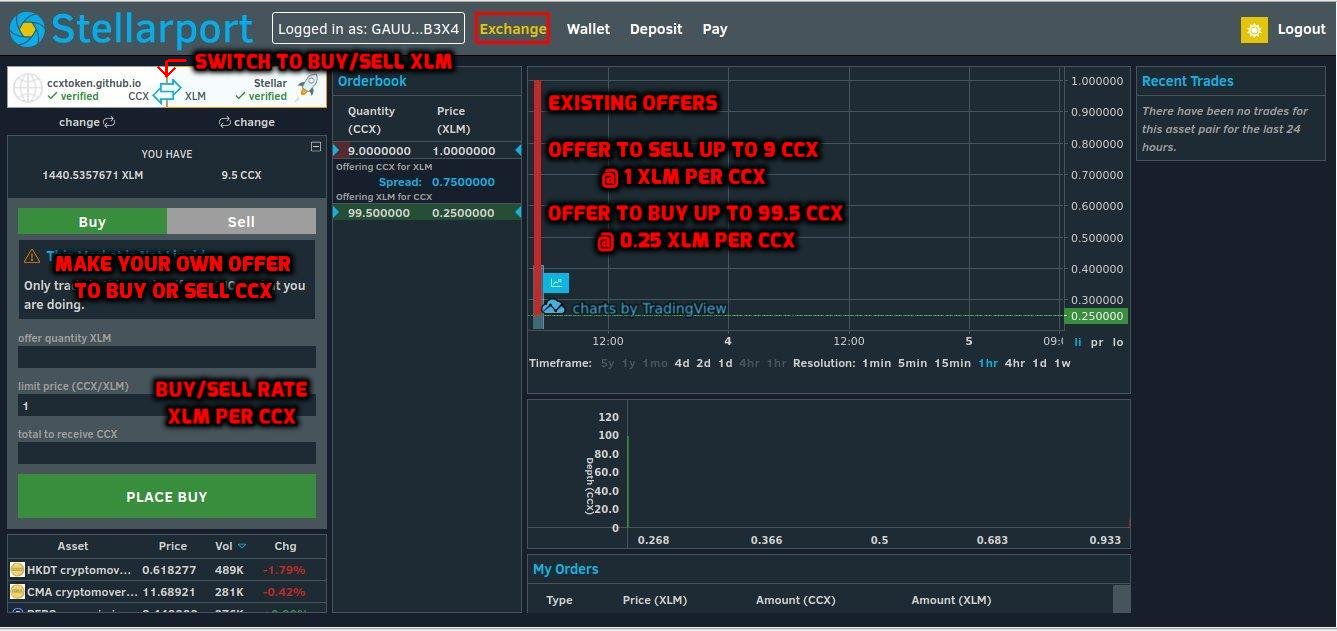 Stellarport
Logged in as: GAUU...B3X4
Exchange
Wallet
Deposit
Pay
Logout
SWITCH TO BUY/SELL XLM
ccxtoken.github.io
✓ verified
CCX
XLM
Stellar
✓ verified
change
change
YOU HAVE
1440.5357671 XLM
9.5 CCX
Buy
Sell
MAKE YOUR OWN OFFER
TO BUY OR SELL CCX
Only
you
are doing.
offer quantity XLM
limit price (CCX/XLM)
1
BUY/SELL RATE
XLM PER CCX
total to receive CCX
PLACE BUY
Asset Price Vol Chg
HKDT cryptomov... 0.618277 489K -1.79%
CMA cryptomover... 11.68921 281K -0.42%
Orderbook
Quantity Price
(CCX) (XLM)
9.0000000 1.0000000
Offering CCX for XLM
Spread: 0.7500000
Offering XLM for CCX
99.500000 0.2500000
EXISTING OFFERS
OFFER TO SELL UP TO 9 CCX
@ 1 XLM PER CCX
OFFER TO BUY UP TO 99.5 CCX
@ 0.25 XLM PER CCX
charts by TradingView
1.000000
0.900000
0.800000
0.700000
0.600000
0.500000
0.400000
0.300000
0.250000
12:00 4 12:00 5 09:
li pr lo
Timeframe: 5y 1y 1mo 4d 2d 1d 4hr 1hr Resolution: 1min 5min 15min 1hr 4hr 1d 1w
Depth (CCX)
120
100
80.0
60.0
40.0
20.0
0
0.268 0.366 0.5 0.683 0.933
My Orders
Type Price (XLM) Amount (CCX) Amount (XLM)
Recent Trades
There have been no trades for
this asset pair for the last 24
hours.